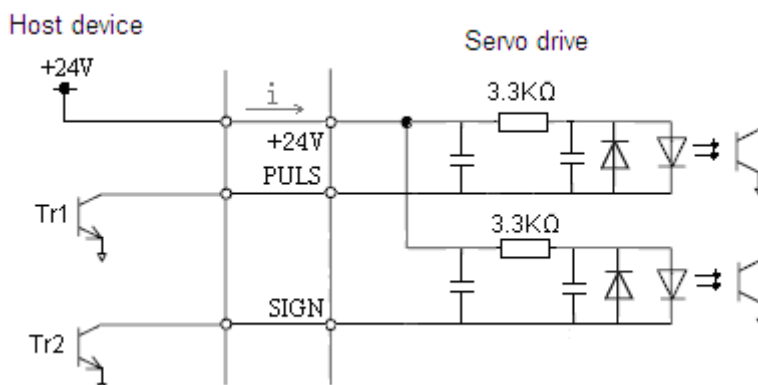 Host device
Servo drive
+24V
i
3.3KΩ
+24V
PULS
Tr1
3.3KΩ
SIGN
Tr2